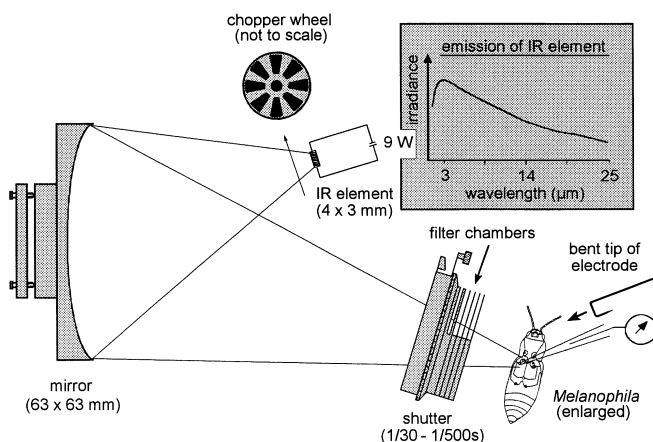 chopper wheel
(not to scale)
emission of IR element
irradiance
3
14
25
wavelength (µm)
9 W
IR element
(4 x 3 mm)
filter chambers
bent tip of
electrode
mirror
(63 x 63 mm)
shutter
(1/30 - 1/500s)
Melanophila
(enlarged)